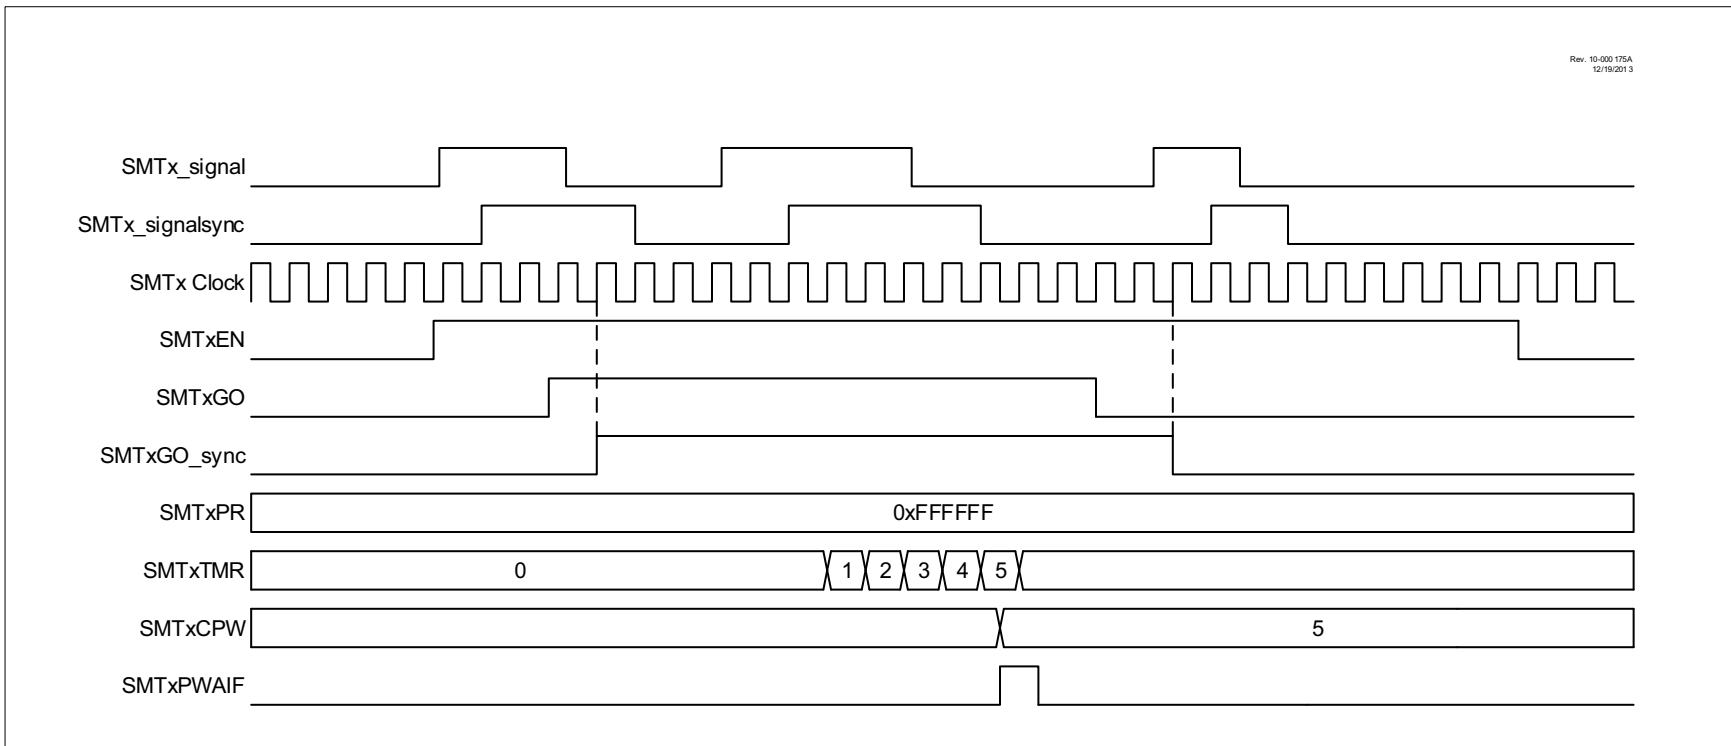 Rev. 10-000 175A
12/19/201 3
SMTx_signal
SMTx_signalsync
SMTx Clock
SMTxEN
SMTxGO
SMTxGO_sync
SMTxPR 0xFFFFFF
SMTxTMR 0 1 2 3 4 5
SMTxCPW 5
SMTxPWAIF